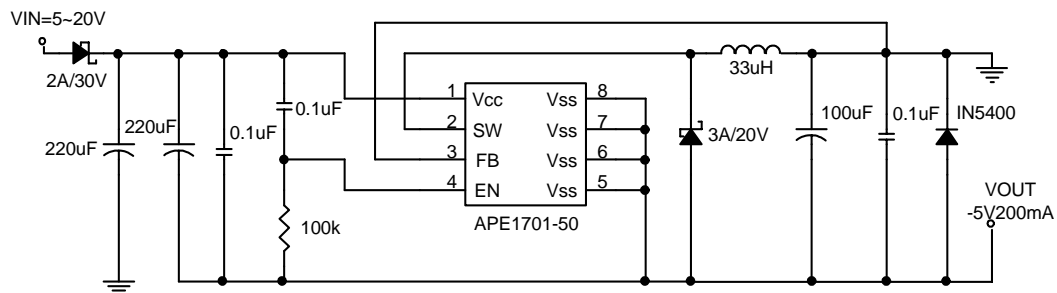 VIN=5~20V
2A/30V
220uF
220uF
0.1uF
0.1uF
100k
1 Vcc Vss 8
2 SW Vss 7
3 FB Vss 6
4 EN Vss 5
APE1701-50
33uH
3A/20V
100uF
0.1uF
IN5400
VOUT
-5V200mA